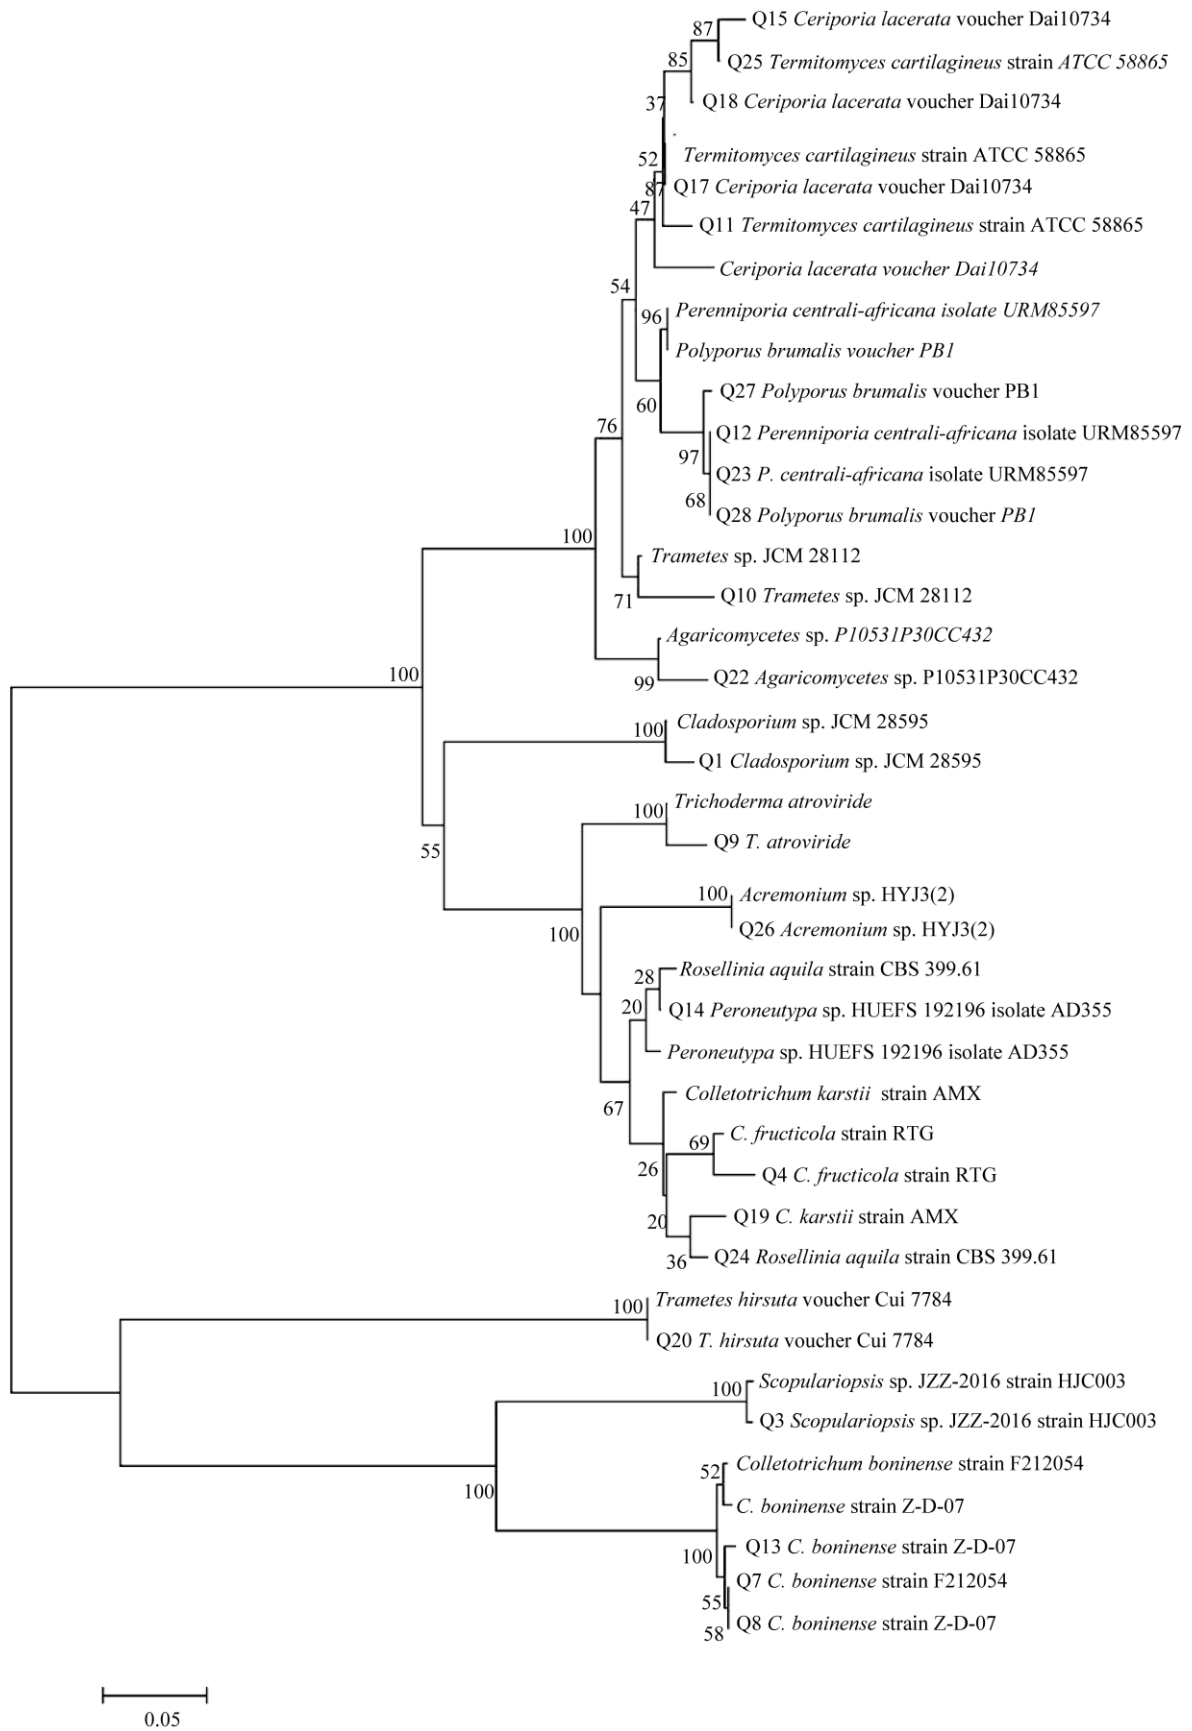 87
Q15 Ceriporia lacerata voucher Dai10734
85
Q25 Termitomyces cartilagineus strain ATCC 58865
37
Q18 Ceriporia lacerata voucher Dai10734
52
Termitomyces cartilagineus strain ATCC 58865
87
Q17 Ceriporia lacerata voucher Dai10734
47
Q11 Termitomyces cartilagineus strain ATCC 58865
Ceriporia lacerata voucher Dai10734
54
96
Perenniporia centrali-africana isolate URM85597
Polyporus brumalis voucher PB1
60
Q27 Polyporus brumalis voucher PB1
76
Q12 Perenniporia centrali-africana isolate URM85597
97
Q23 P. centrali-africana isolate URM85597
68
Q28 Polyporus brumalis voucher PB1
100
Trametes sp. JCM 28112
71
Q10 Trametes sp. JCM 28112
Agaricomycetes sp. P10531P30CC432
99
Q22 Agaricomycetes sp. P10531P30CC432
100
100
Cladosporium sp. JCM 28595
Q1 Cladosporium sp. JCM 28595
100
Trichoderma atroviride
55
Q9 T. atroviride
100
Acremonium sp. HYJ3(2)
100
Q26 Acremonium sp. HYJ3(2)
28
Rosellinia aquila strain CBS 399.61
20
Q14 Peroneutypa sp. HUEFS 192196 isolate AD355
Peroneutypa sp. HUEFS 192196 isolate AD355
67
Colletotrichum karstii strain AMX
69
C. fructicola strain RTG
26
Q4 C. fructicola strain RTG
20
Q19 C. karstii strain AMX
36
Q24 Rosellinia aquila strain CBS 399.61
100
Trametes hirsuta voucher Cui 7784
Q20 T. hirsuta voucher Cui 7784
100
Scopulariopsis sp. JZZ-2016 strain HJC003
Q3 Scopulariopsis sp. JZZ-2016 strain HJC003
52
Colletotrichum boninense strain F212054
100
C. boninense strain Z-D-07
100
Q13 C. boninense strain Z-D-07
Q7 C. boninense strain F212054
55
Q8 C. boninense strain Z-D-07
58
0.05